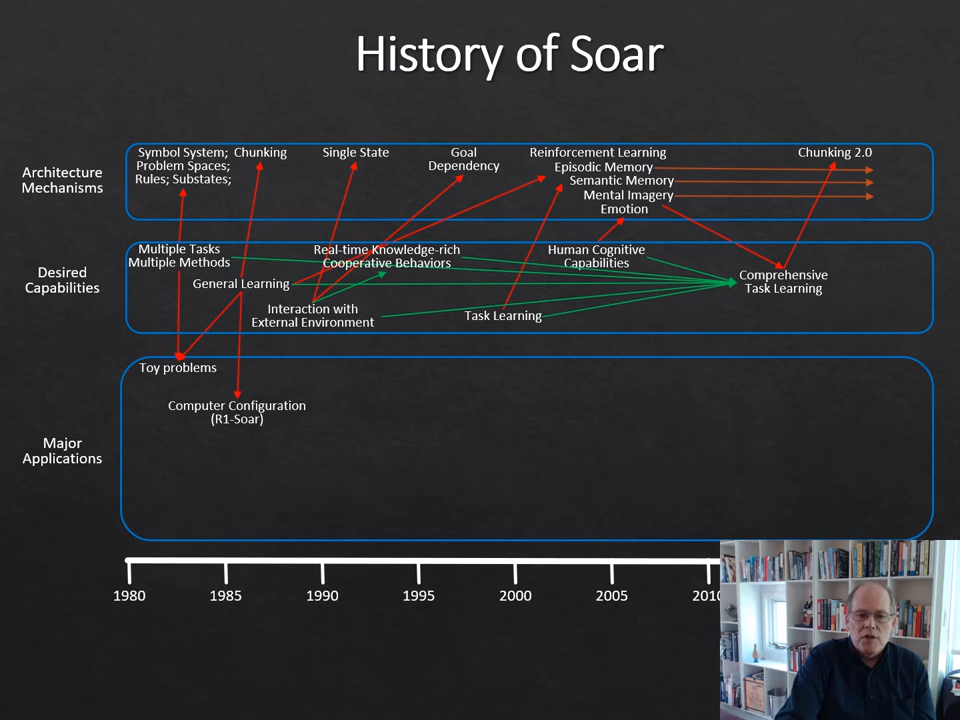 History of Soar
Architecture
Mechanisms
Symbol System;
Problem Spaces;
Rules; Substates;
Chunking
Single State
Goal
Dependency
Reinforcement Learning
Episodic Memory
Semantic Memory
Mental Imagery
Emotion
Chunking 2.0
Desired
Capabilities
Multiple Tasks
Multiple Methods
General Learning
Real-time Knowledge-rich
Cooperative Behaviors
Interaction with
External Environment
Task Learning
Human Cognitive
Capabilities
Comprehensive
Task Learning
Major
Applications
Toy problems
Computer Configuration
(R1-Soar)
1980 1985 1990 1995 2000 2005 2010